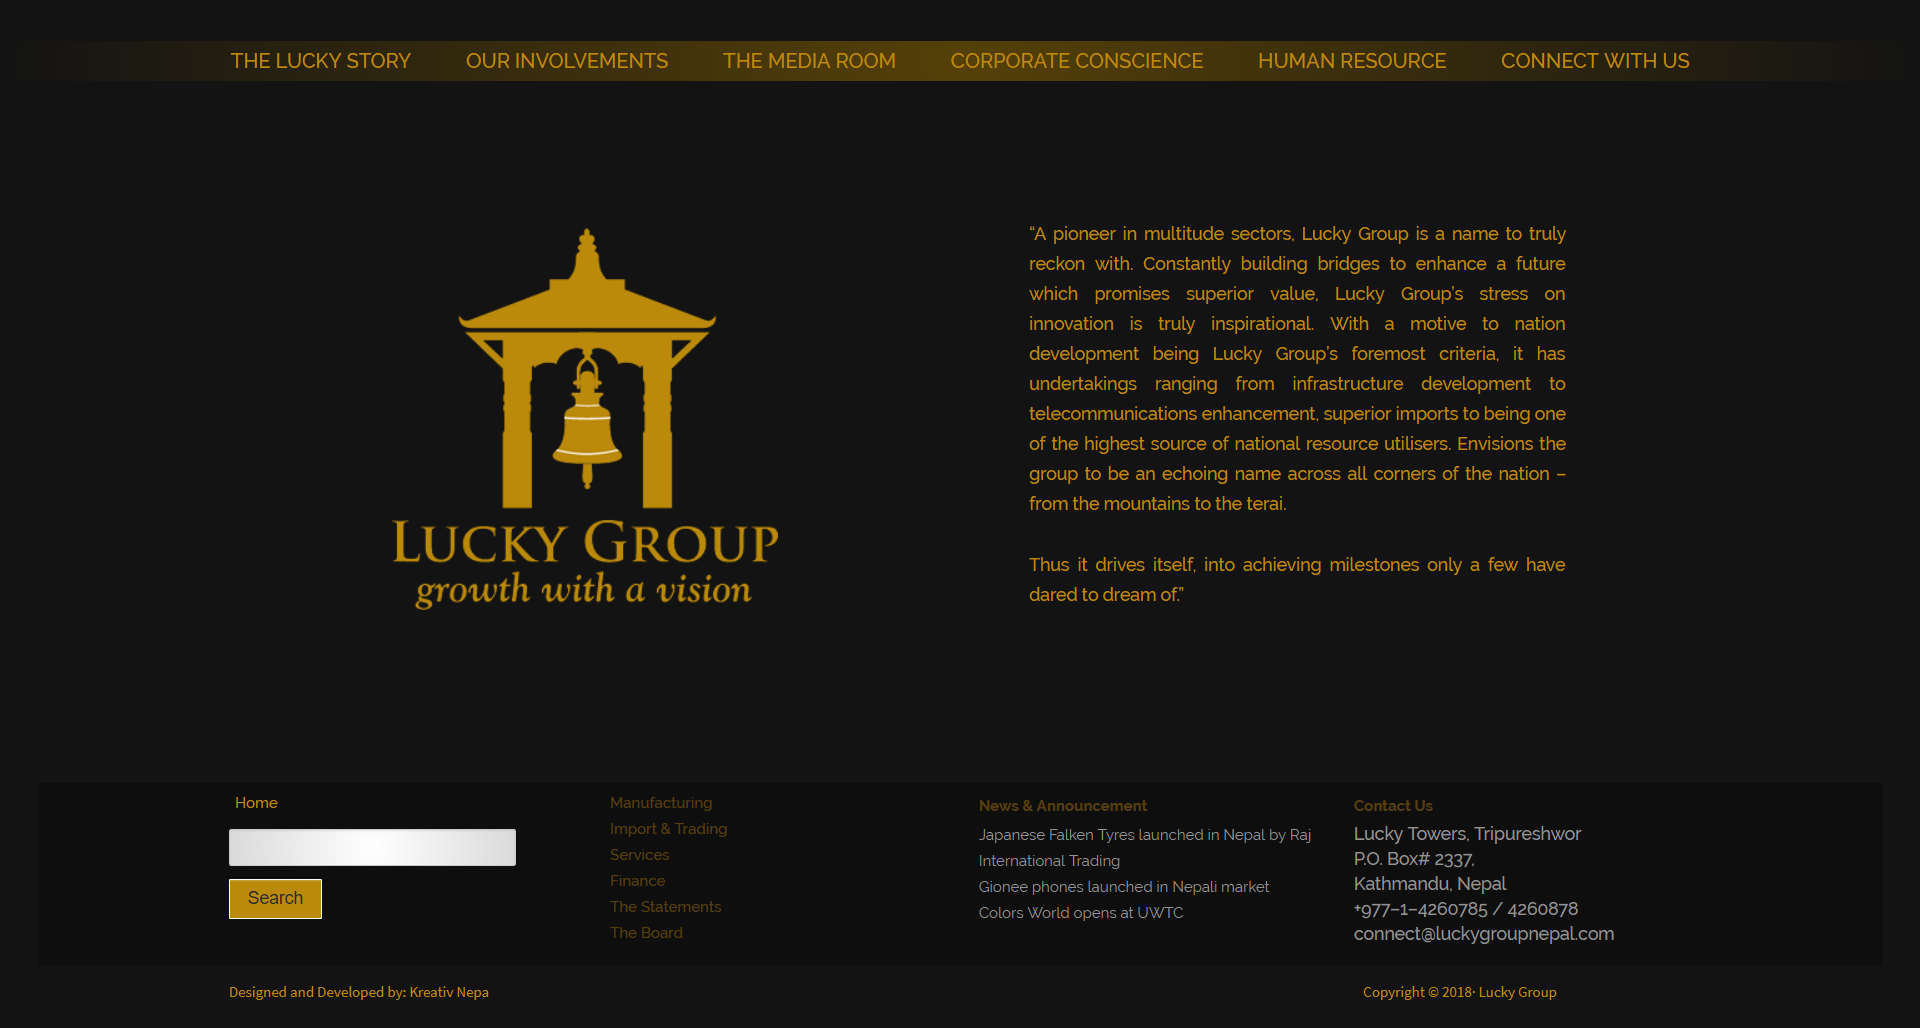 THE LUCKY STORY OUR INVOLVEMENTS THE MEDIA ROOM CORPORATE CONSCIENCE HUMAN RESOURCE CONNECT WITH US
LUCKY GROUP
growth with a vision
“A pioneer in multitude sectors, Lucky Group is a name to truly
reckon with. Constantly building bridges to enhance a future
which promises superior value, Lucky Group’s stress on
innovation is truly inspirational. With a motive to nation
development being Lucky Group’s foremost criteria, it has
undertakings ranging from infrastructure development to
telecommunications enhancement, superior imports to being one
of the highest source of national resource utilisers. Envisions the
group to be an echoing name across all corners of the nation –
from the mountains to the terai.
Thus it drives itself, into achieving milestones only a few have
dared to dream of.”
Home
Search
Manufacturing
Import & Trading
Services
Finance
The Statements
The Board
News & Announcement
Japanese Falken Tyres launched in Nepal by Raj
International Trading
Gionee phones launched in Nepali market
Colors World opens at UWTC
Contact Us
Lucky Towers, Tripureshwor
P.O. Box# 2337,
Kathmandu, Nepal
+977–1–4260785 / 4260878
connect@luckygroupnepal.com
Designed and Developed by: Kreativ Nepa
Copyright © 2018· Lucky Group